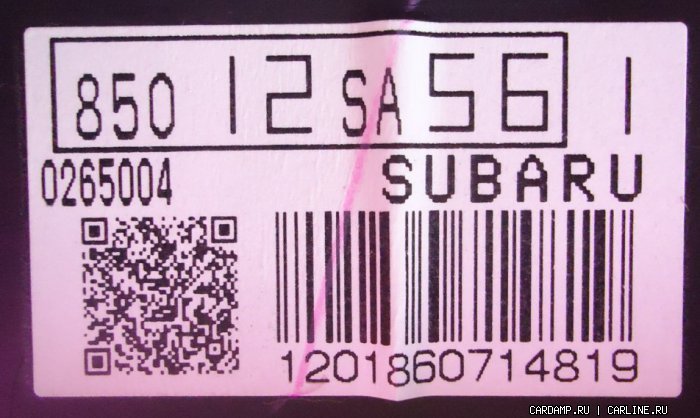 850 12 SA 56 1
0265004 SUBARU
1201860714819
CARDAMP.RU | CARLINE.RU